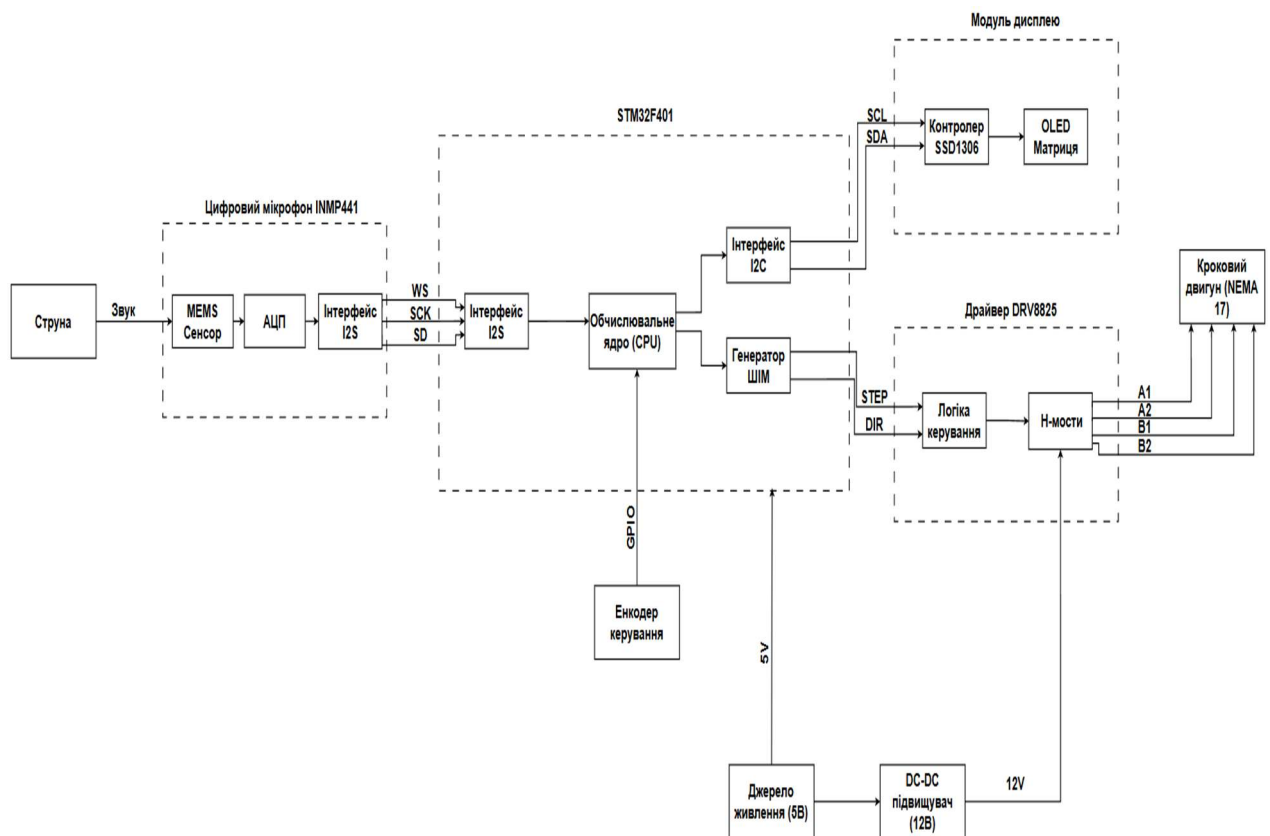 Модуль дисплею
STM32F401
SCL
SDA
Контролер
SSD1306
OLED
Матриця
Цифровий мікрофон INMP441
Інтерфейс
I2C
Струна
Звук
MEMS
Сенсор
АЦП
Інтерфейс
I2S
WS
SCK
SD
Інтерфейс
I2S
Обчислювальне
ядро (CPU)
Генератор
ШІМ
Кроковий
двигун (NEMA
17)
Драйвер DRV8825
STEP
DIR
Логіка
керування
Н-мости
A1
A2
B1
B2
GPIO
Енкодер
керування
5V
Джерело
живлення (5В)
DC-DC
підвищувач
(12В)
12V